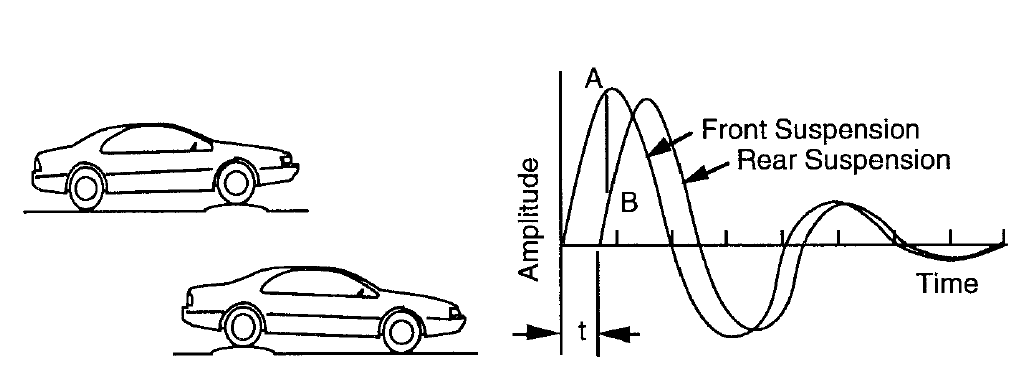 A
Front Suspension
Rear Suspension
B
Amplitude
Time
t